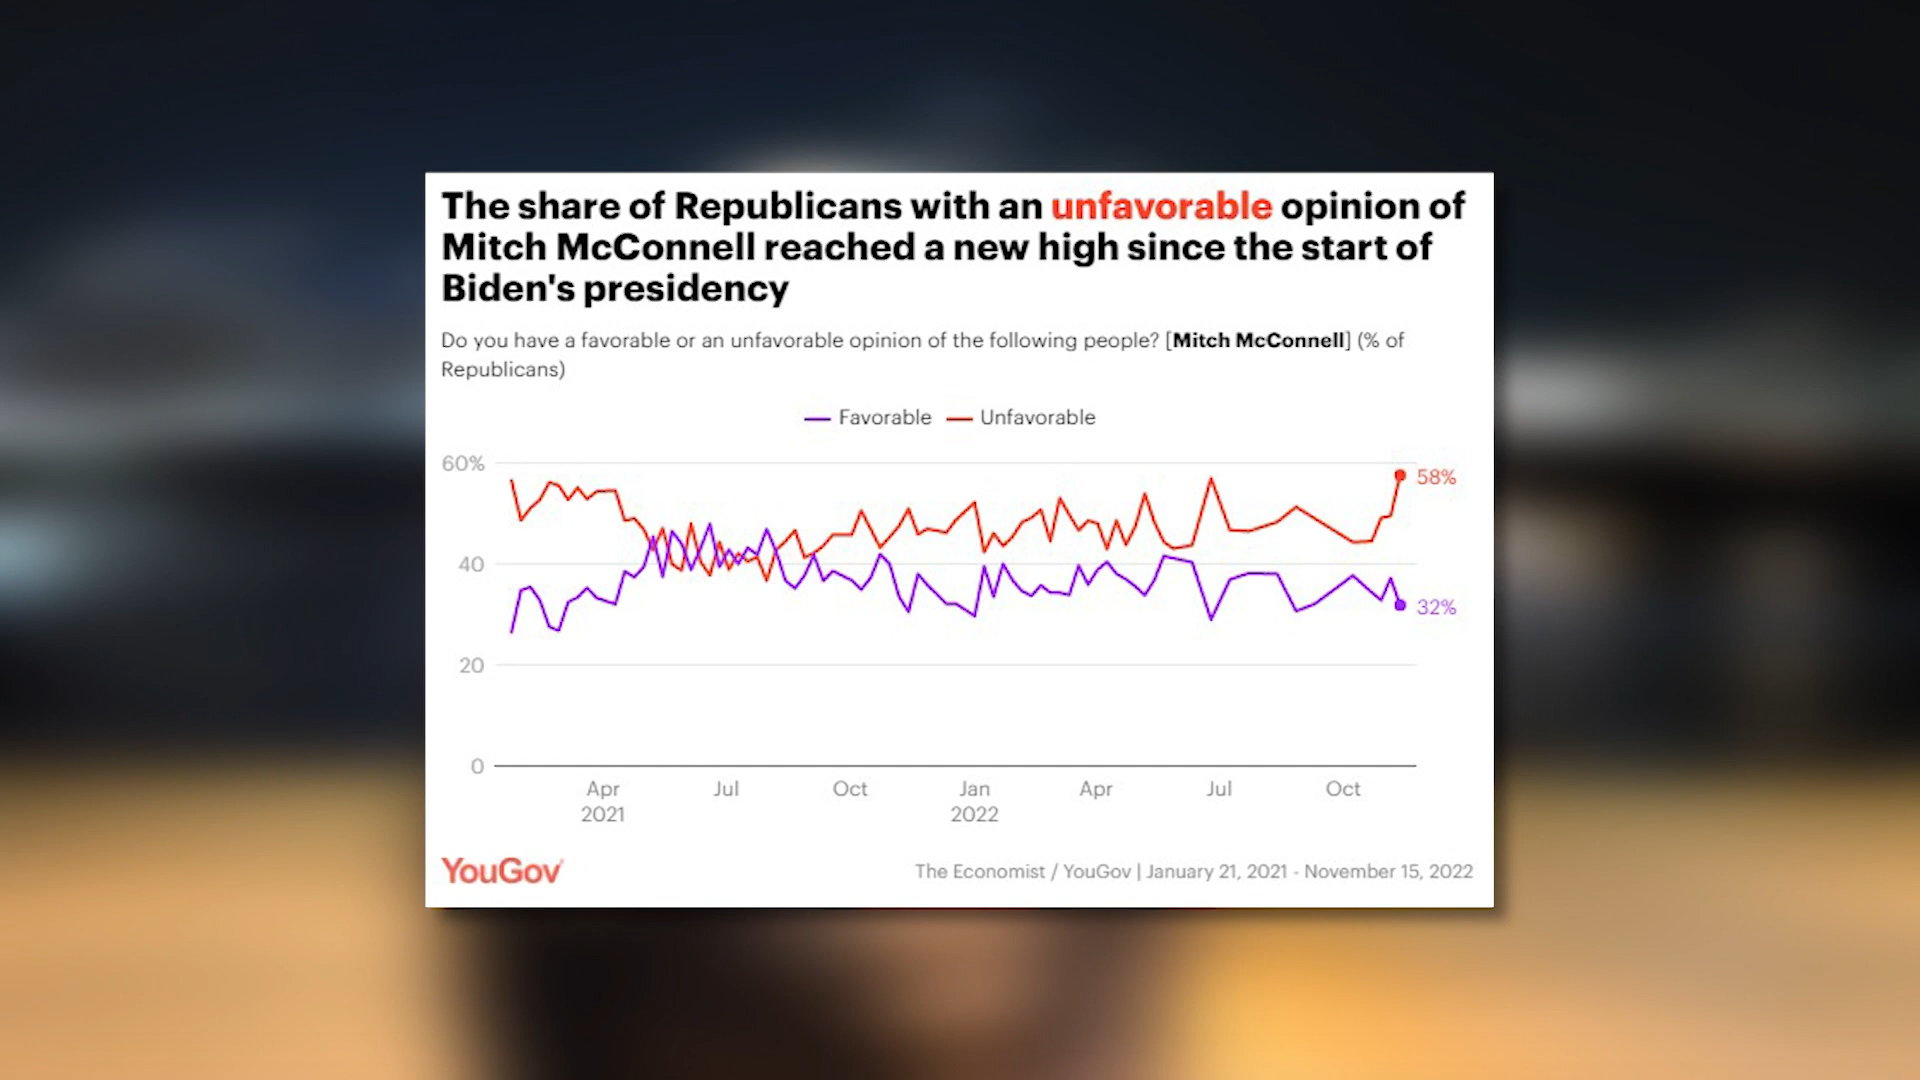 The share of Republicans with an unfavorable opinion of
Mitch McConnell reached a new high since the start of
Biden's presidency
Do you have a favorable or an unfavorable opinion of the following people? [Mitch McConnell] (% of
Republicans)
Favorable Unfavorable
60%
58%
40
32%
20
0
Apr Jul Oct Jan Apr Jul Oct
2021 2022
YouGov The Economist / YouGov | January 21, 2021 - November 15, 2022